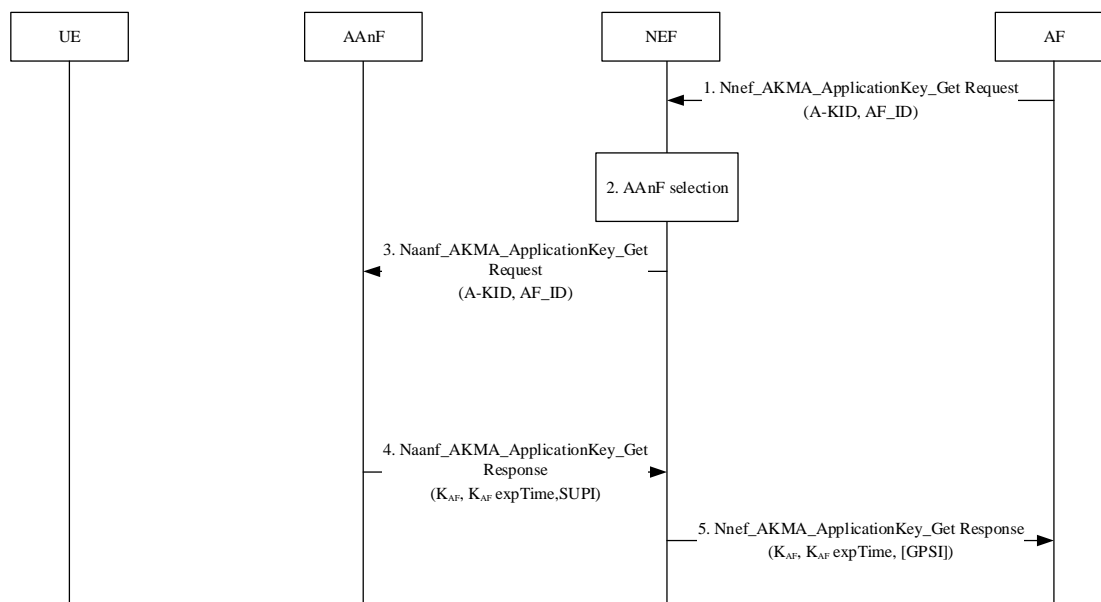 UE
AAnF
NEF
AF
1. Nnef_AKMA_ApplicationKey_Get Request
(A-KID, AF_ID)
2. AAnF selection
3. Naanf_AKMA_ApplicationKey_Get
Request
(A-KID, AF_ID)
4. Naanf_AKMA_ApplicationKey_Get
Response
(KAF, KAF expTime,SUPI)
5. Nnef_AKMA_ApplicationKey_Get Response
(KAF, KAF expTime, [GPSI])